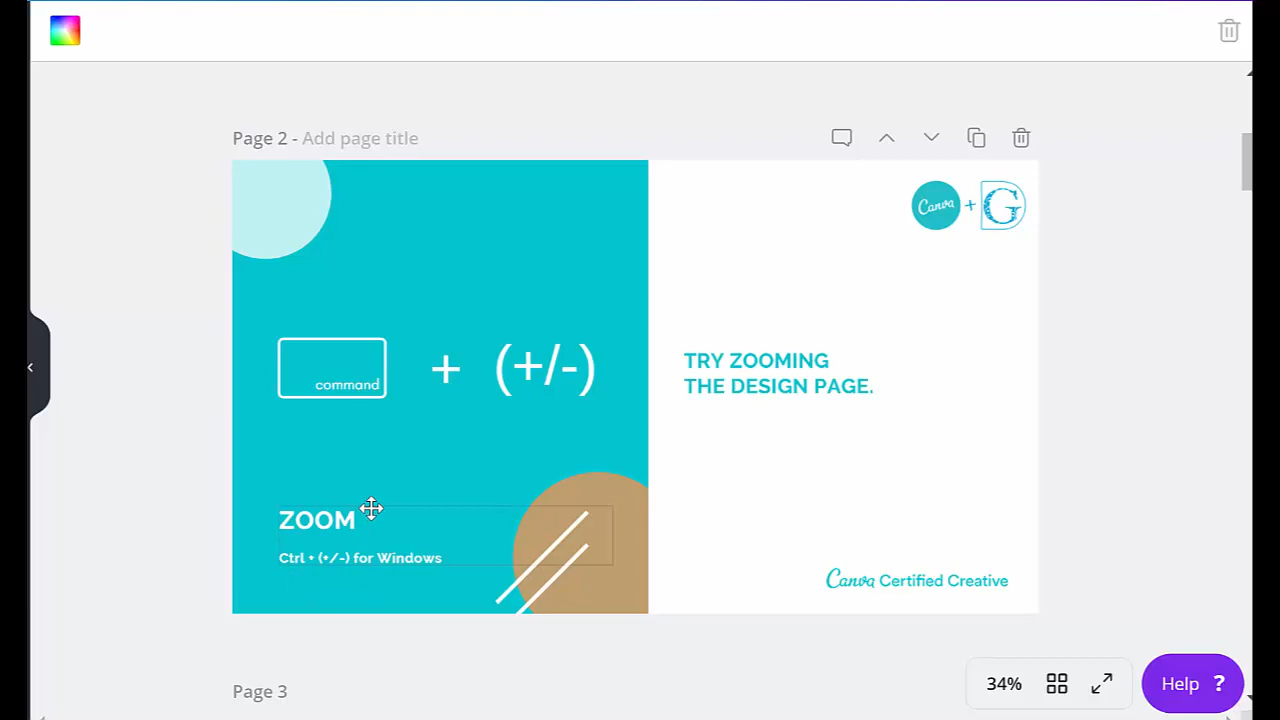 Page 2 - Add page title
Canva + G
command + (+/-)
TRY ZOOMING
THE DESIGN PAGE.
ZOOM
Ctrl + (+/-) for Windows
Canva Certified Creative
Page 3
34%
Help ?